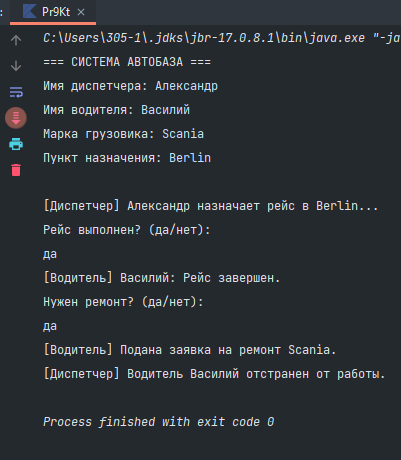 Pr9Kt
C:\Users\305-1\.jdks\jbr-17.0.8.1\bin\java.exe "-ja
=== СИСТЕМА АВТОБАЗА ===
Имя диспетчера: Александр
Имя водителя: Василий
Марка грузовика: Scania
Пункт назначения: Berlin
[Диспетчер] Александр назначает рейс в Berlin...
Рейс выполнен? (да/нет):
да
[Водитель] Василий: Рейс завершен.
Нужен ремонт? (да/нет):
да
[Водитель] Подана заявка на ремонт Scania.
[Диспетчер] Водитель Василий отстранен от работы.
Process finished with exit code 0